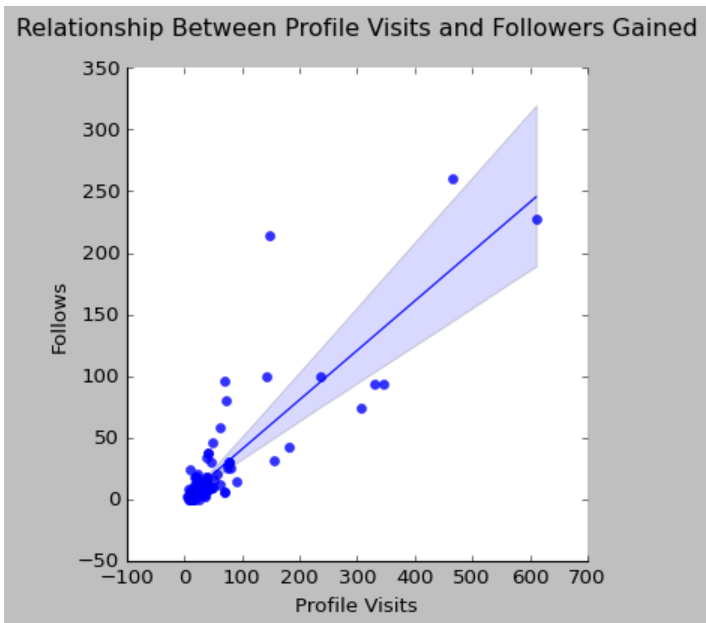 Relationship Between Profile Visits and Followers Gained
350
300
250
200
150
100
50
0
−50
Follows
−100 0 100 200 300 400 500 600 700
Profile Visits